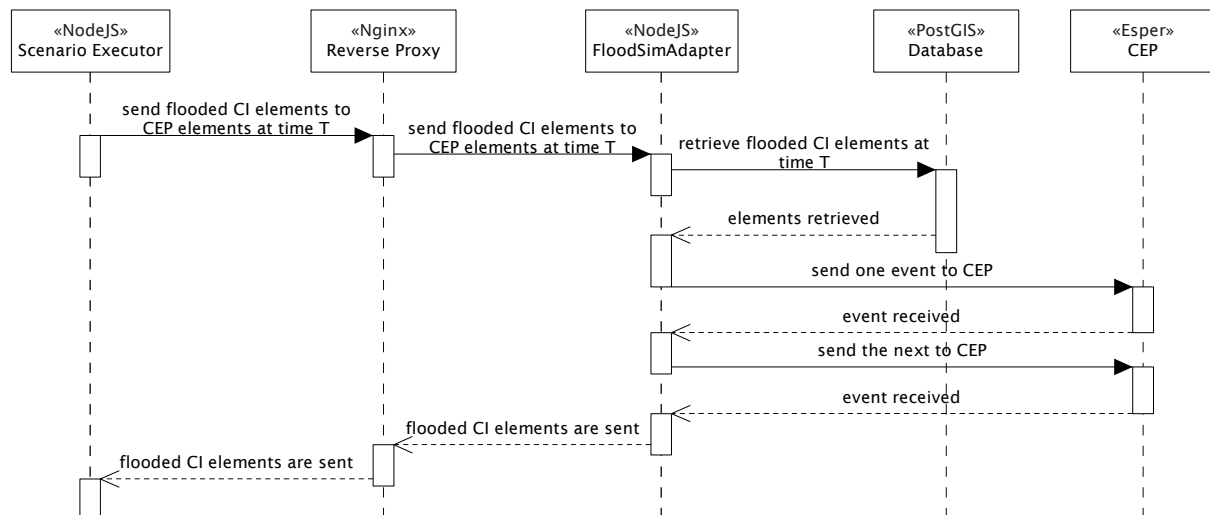 «NodeJS»
Scenario Executor
«Nginx»
Reverse Proxy
«NodeJS»
FloodSimAdapter
«PostGIS»
Database
«Esper»
CEP
send flooded CI elements to
CEP elements at time T
send flooded CI elements to
CEP elements at time T
retrieve flooded CI elements at
time T
elements retrieved
send one event to CEP
event received
send the next to CEP
event received
flooded CI elements are sent
flooded CI elements are sent